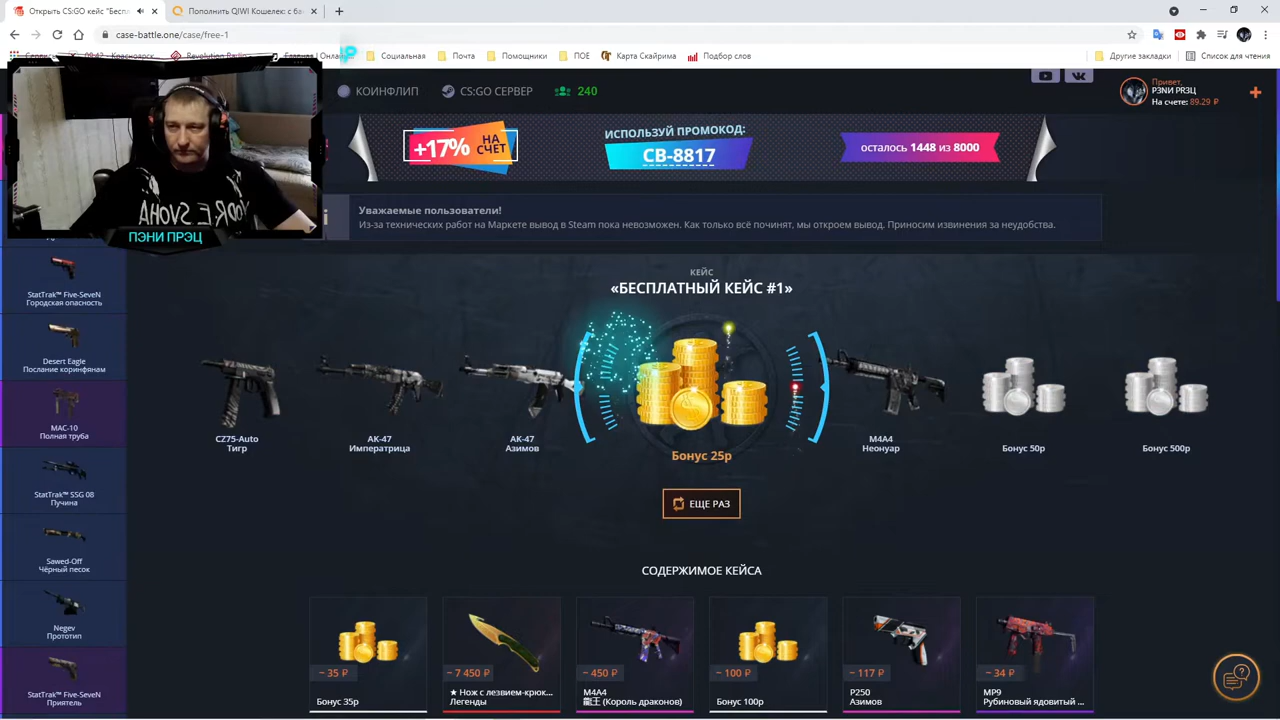 Открыть CS:GO кейс "Беспл
Пополнить QIWI Кошелек: с ба
case-battle.one/case/free-1
Сервисы
09:42 - Красноярск
Revolution Radio
Социальная
Почта
Помощники
ПОЕ
Карта Скайрима
Подбор слов
Другие закладки
Список для чтения
КОИНФЛИП
CS:GO СЕРВЕР
240
Привет,
На счете: 89.29 ₽
+17% НА СЧЕТ
ИСПОЛЬЗУЙ ПРОМОКОД:
CB-8817
осталось 1448 из 8000
Уважаемые пользователи!
Из-за технических работ на Маркете вывод в Steam пока невозможен. Как только всё починят, мы откроем вывод. Приносим извинения за неудобства.
ПЭНИ ПРЭЦ
КЕЙС
«БЕСПЛАТНЫЙ КЕЙС #1»
StatTrak™ Five-SeveN
Городская опасность
Desert Eagle
Послание коринфянам
MAC-10
Полная труба
StatTrak™ SSG 08
Пучина
Sawed-Off
Чёрный песок
Negev
Прототип
StatTrak™ Five-SeveN
Приятель
CZ75-Auto
Тигр
AK-47
Императрица
AK-47
Азимов
Бонус 25р
M4A4
Неонуар
Бонус 50р
Бонус 500р
ЕЩЕ РАЗ
СОДЕРЖИМОЕ КЕЙСА
~ 35 ₽
Бонус 35р
~ 7 450 ₽
★ Нож с лезвием-крюк...
Легенды
~ 450 ₽
M4A4
龍王 (Король драконов)
~ 100 ₽
Бонус 100р
~ 117 ₽
P250
Азимов
~ 34 ₽
MP9
Рубиновый ядовитый ...